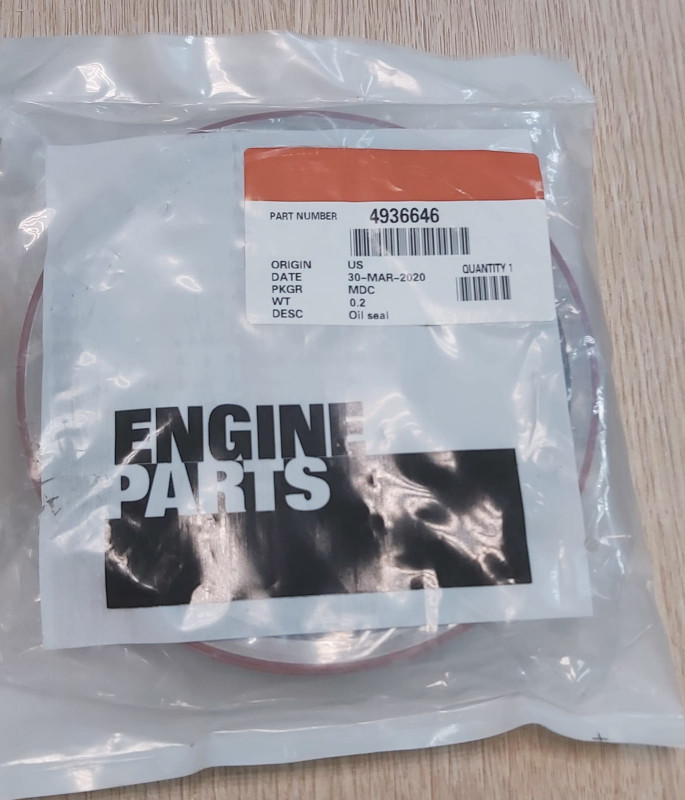 PART NUMBER 4936646
ORIGIN US
DATE 30-MAR-2020 QUANTITY 1
PKGR MDC
WT 0.2
DESC Oil seal
ENGINE
PARTS